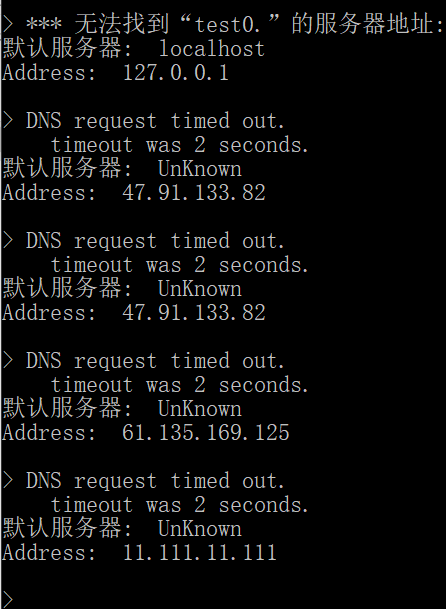 > *** 无法找到“test0.”的服务器地址:
默认服务器:  localhost
Address:  127.0.0.1
> DNS request timed out.
    timeout was 2 seconds.
默认服务器:  UnKnown
Address:  47.91.133.82
> DNS request timed out.
    timeout was 2 seconds.
默认服务器:  UnKnown
Address:  47.91.133.82
> DNS request timed out.
    timeout was 2 seconds.
默认服务器:  UnKnown
Address:  61.135.169.125
> DNS request timed out.
    timeout was 2 seconds.
默认服务器:  UnKnown
Address:  11.111.11.111
>